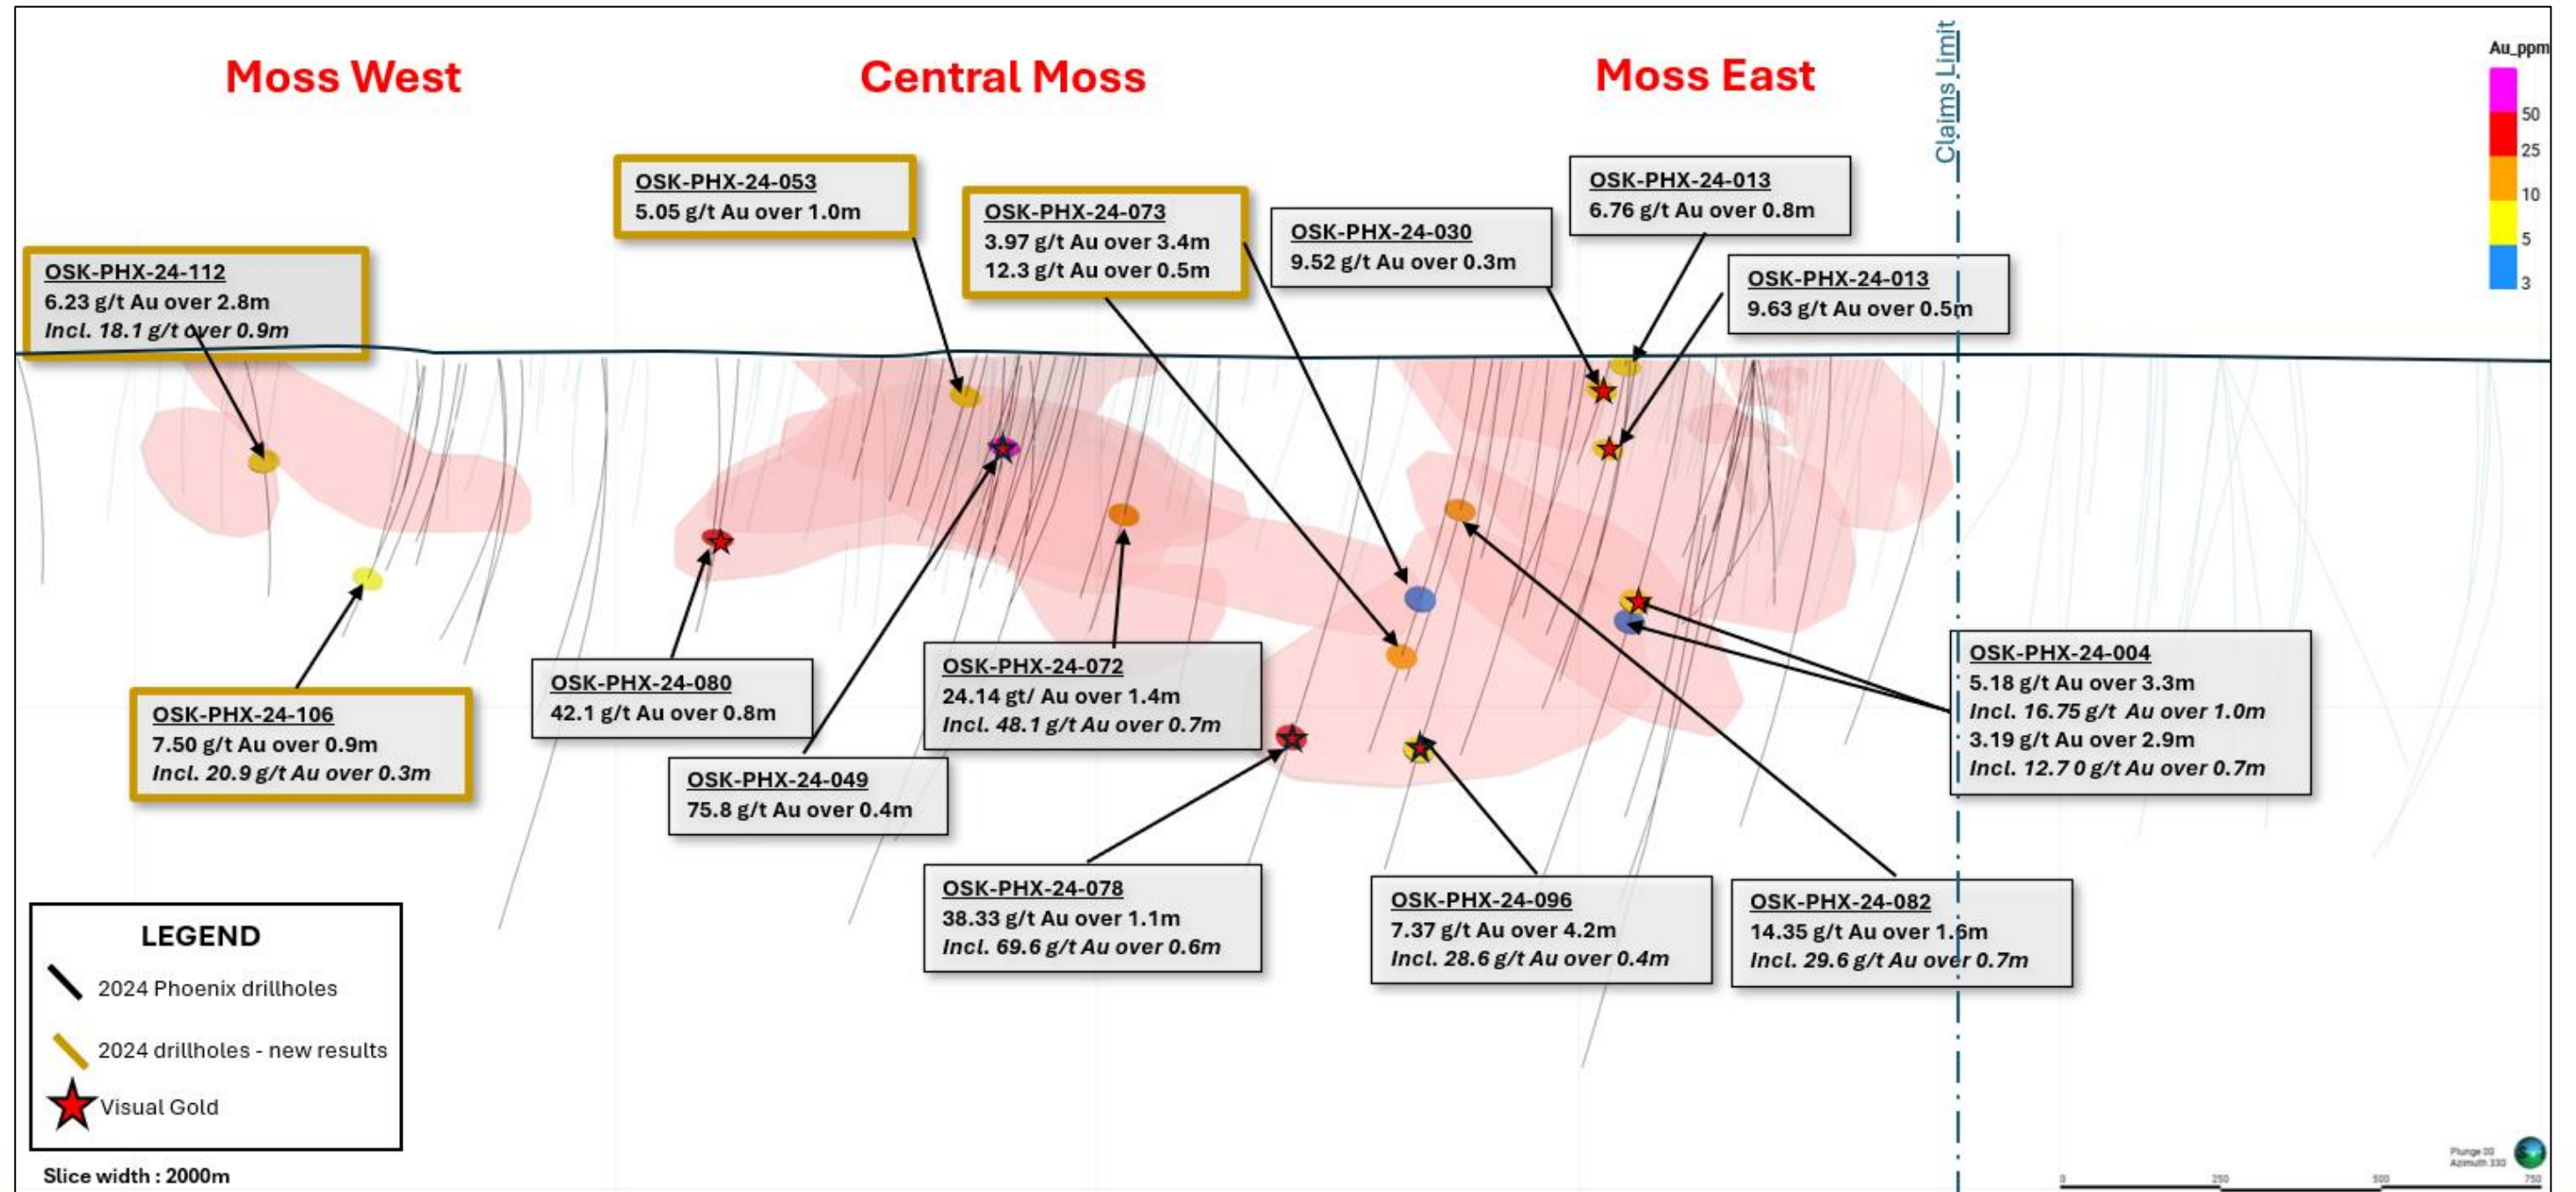 Moss West
Central Moss
Moss East
Claims Limit
Au_ppm
50
25
10
5
3
OSK-PHX-24-112
6.23 g/t Au over 2.8m
Incl. 18.1 g/t over 0.9m
OSK-PHX-24-053
5.05 g/t Au over 1.0m
OSK-PHX-24-073
3.97 g/t Au over 3.4m
12.3 g/t Au over 0.5m
OSK-PHX-24-030
9.52 g/t Au over 0.3m
OSK-PHX-24-013
6.76 g/t Au over 0.8m
OSK-PHX-24-013
9.63 g/t Au over 0.5m
OSK-PHX-24-106
7.50 g/t Au over 0.9m
Incl. 20.9 g/t Au over 0.3m
OSK-PHX-24-080
42.1 g/t Au over 0.8m
OSK-PHX-24-049
75.8 g/t Au over 0.4m
OSK-PHX-24-072
24.14 gt/ Au over 1.4m
Incl. 48.1 g/t Au over 0.7m
OSK-PHX-24-078
38.33 g/t Au over 1.1m
Incl. 69.6 g/t Au over 0.6m
OSK-PHX-24-096
7.37 g/t Au over 4.2m
Incl. 28.6 g/t Au over 0.4m
OSK-PHX-24-082
14.35 g/t Au over 1.6m
Incl. 29.6 g/t Au over 0.7m
OSK-PHX-24-004
5.18 g/t Au over 3.3m
Incl. 16.75 g/t  Au over 1.0m
3.19 g/t Au over 2.9m
Incl. 12.7 0 g/t Au over 0.7m
LEGEND
2024 Phoenix drillholes
2024 drillholes - new results
Visual Gold
Slice width : 2000m
Plunge 00
Azimuth 330
0
250
500
750